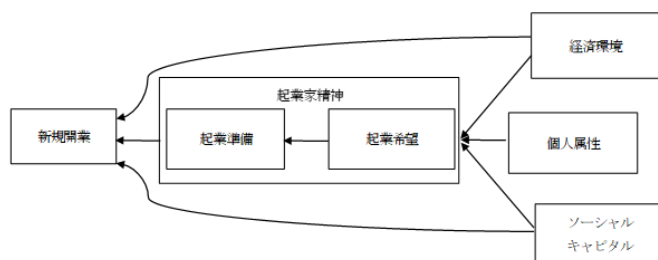 経済環境
起業家精神
新規開業
起業準備
起業希望
個人属性
ソーシャル
キャピタル